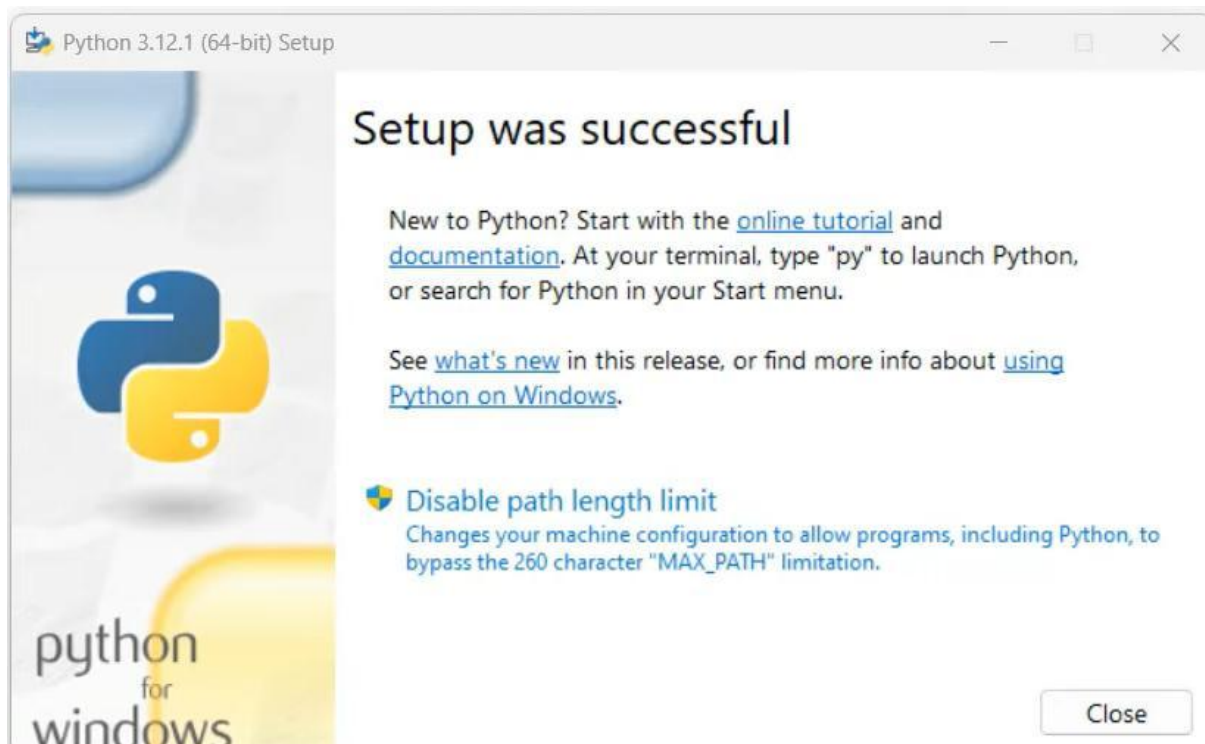 Python 3.12.1 (64-bit) Setup
Setup was successful
New to Python? Start with the online tutorial and
documentation. At your terminal, type "py" to launch Python,
or search for Python in your Start menu.
See what's new in this release, or find more info about using
Python on Windows.
Disable path length limit
Changes your machine configuration to allow programs, including Python, to
bypass the 260 character "MAX_PATH" limitation.
python
for
windows
Close